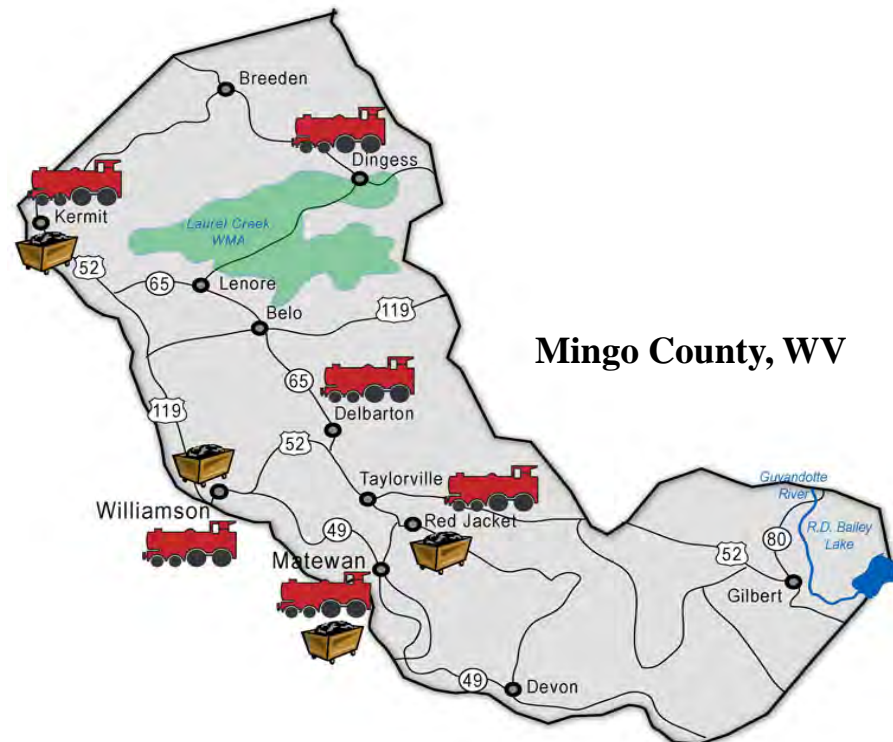 Breeden
Dingess
Kermit
Laurel Creek
WMA
52
65
Lenore
Belo
119
Mingo County, WV
65
119
Delbarton
52
Taylorville
Williamson
49
Red Jacket
Matewan
Guyandotte
River
R.D. Bailey
Lake
80
52
Gilbert
49
Devon